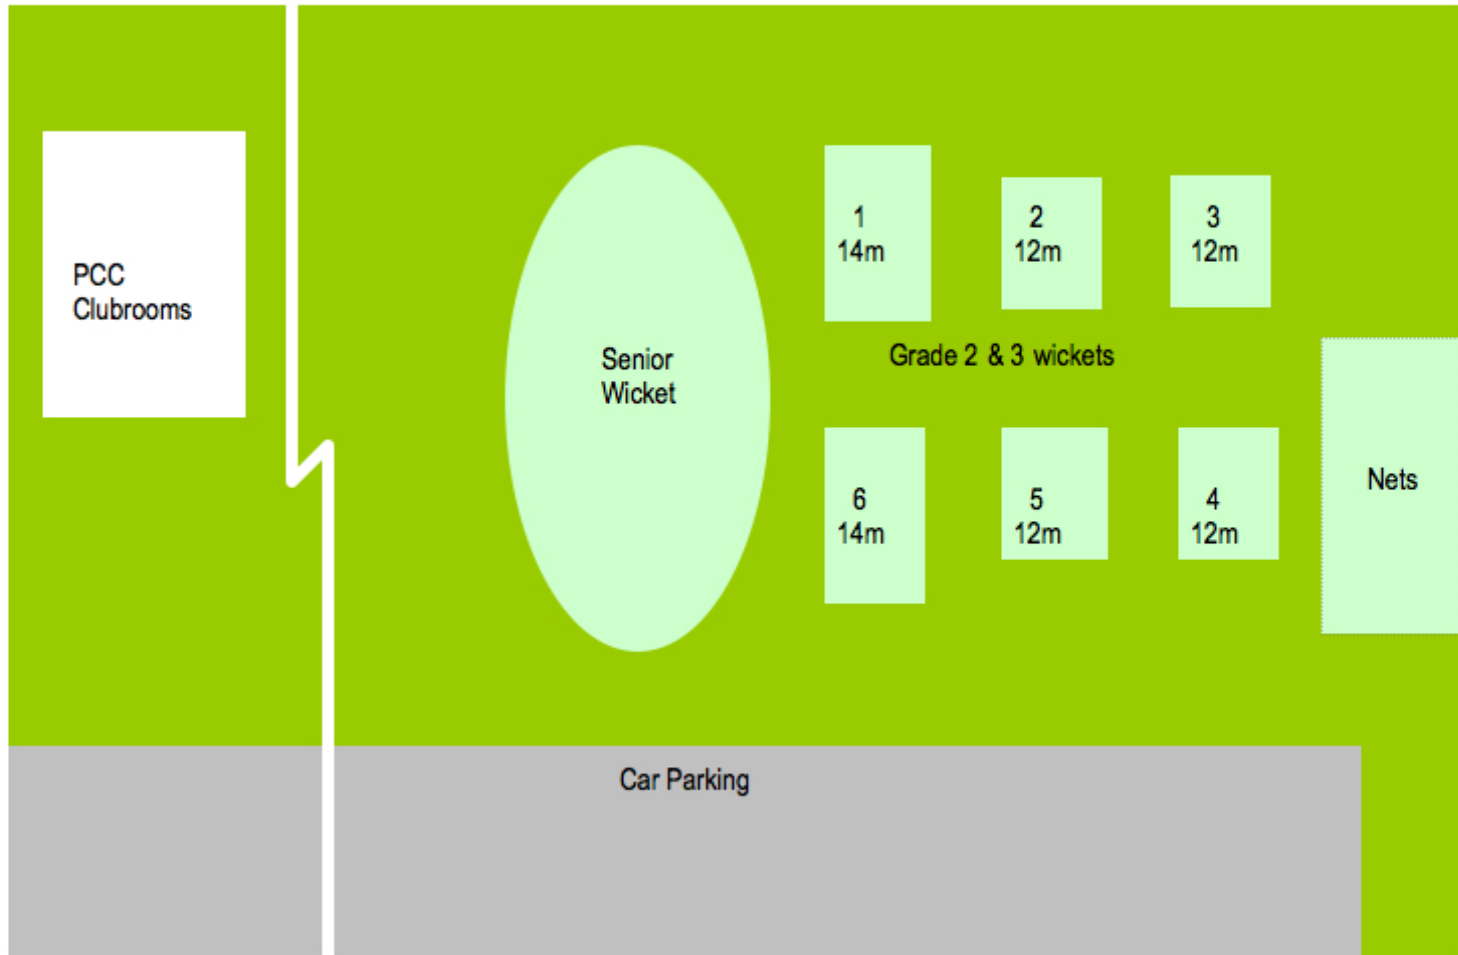 PCC
Clubrooms
Senior
Wicket
1
14m
2
12m
3
12m
Grade 2 & 3 wickets
6
14m
5
12m
4
12m
Nets
Car Parking